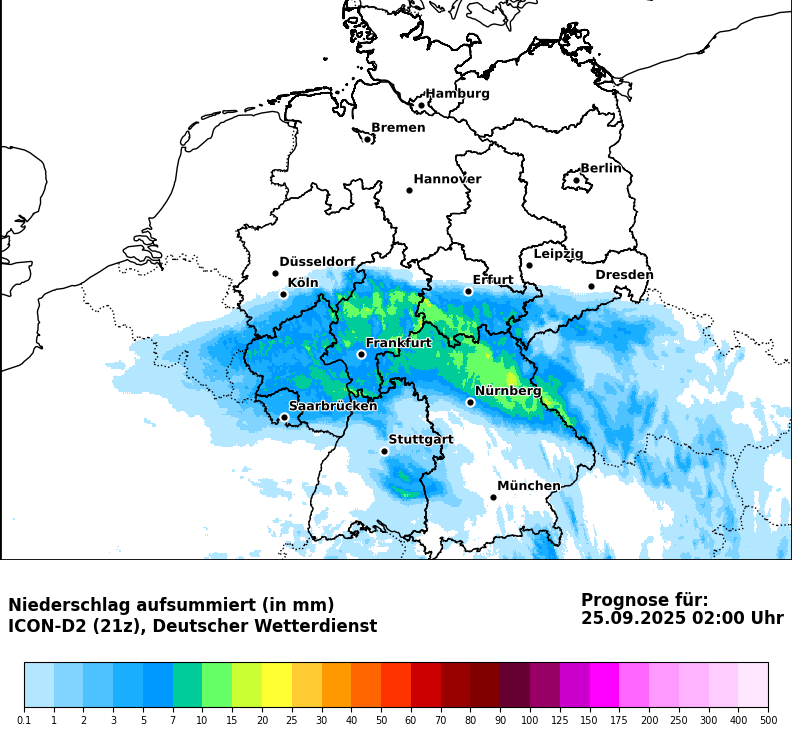 Hamburg
Bremen
Berlin
Hannover
Leipzig
Düsseldorf
Dresden
Köln
Erfurt
Frankfurt
Nürnberg
Saarbrücken
Stuttgart
München
Niederschlag aufsummiert (in mm)
ICON-D2 (21z), Deutscher Wetterdienst
Prognose für:
25.09.2025 02:00 Uhr
0.1 1 2 3 5 7 10 15 20 25 30 40 50 60 70 80 90 100 125 150 175 200 250 300 400 500